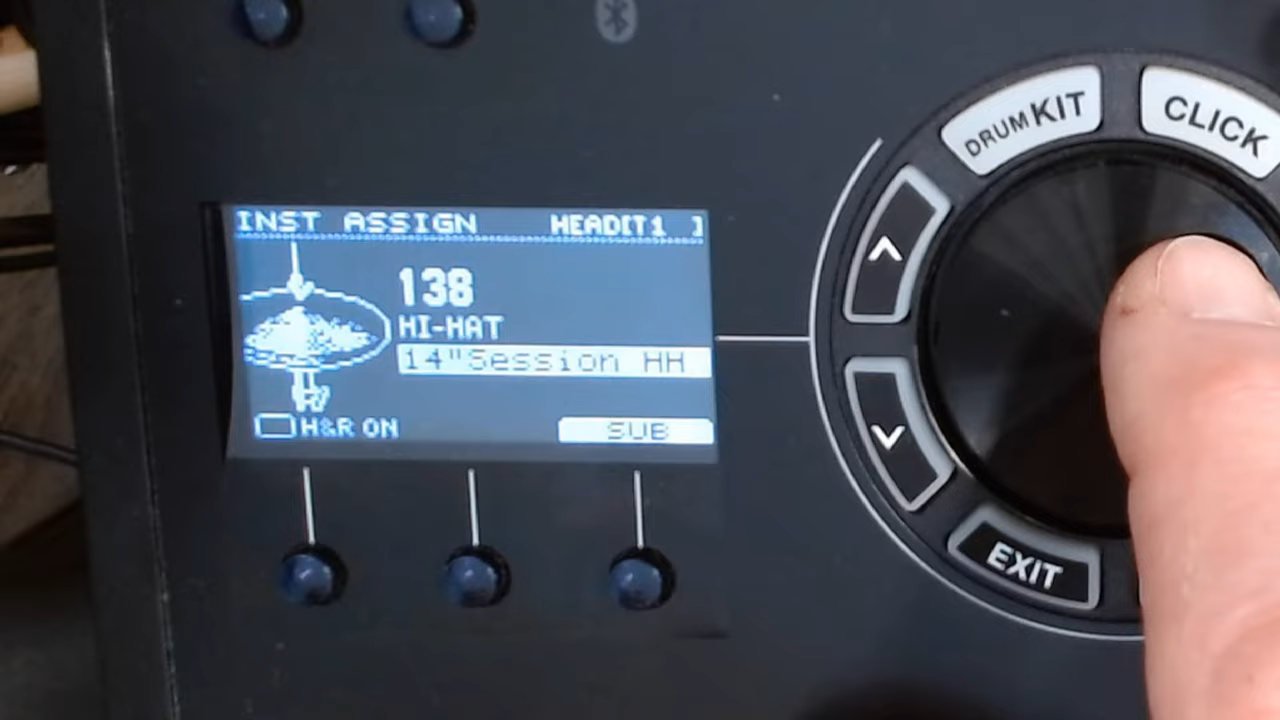 DRUM KIT
CLICK
INST ASSIGN HEAD[T1 ]
138
HI-HAT
14"Session HH
H&R ON
SUB
EXIT